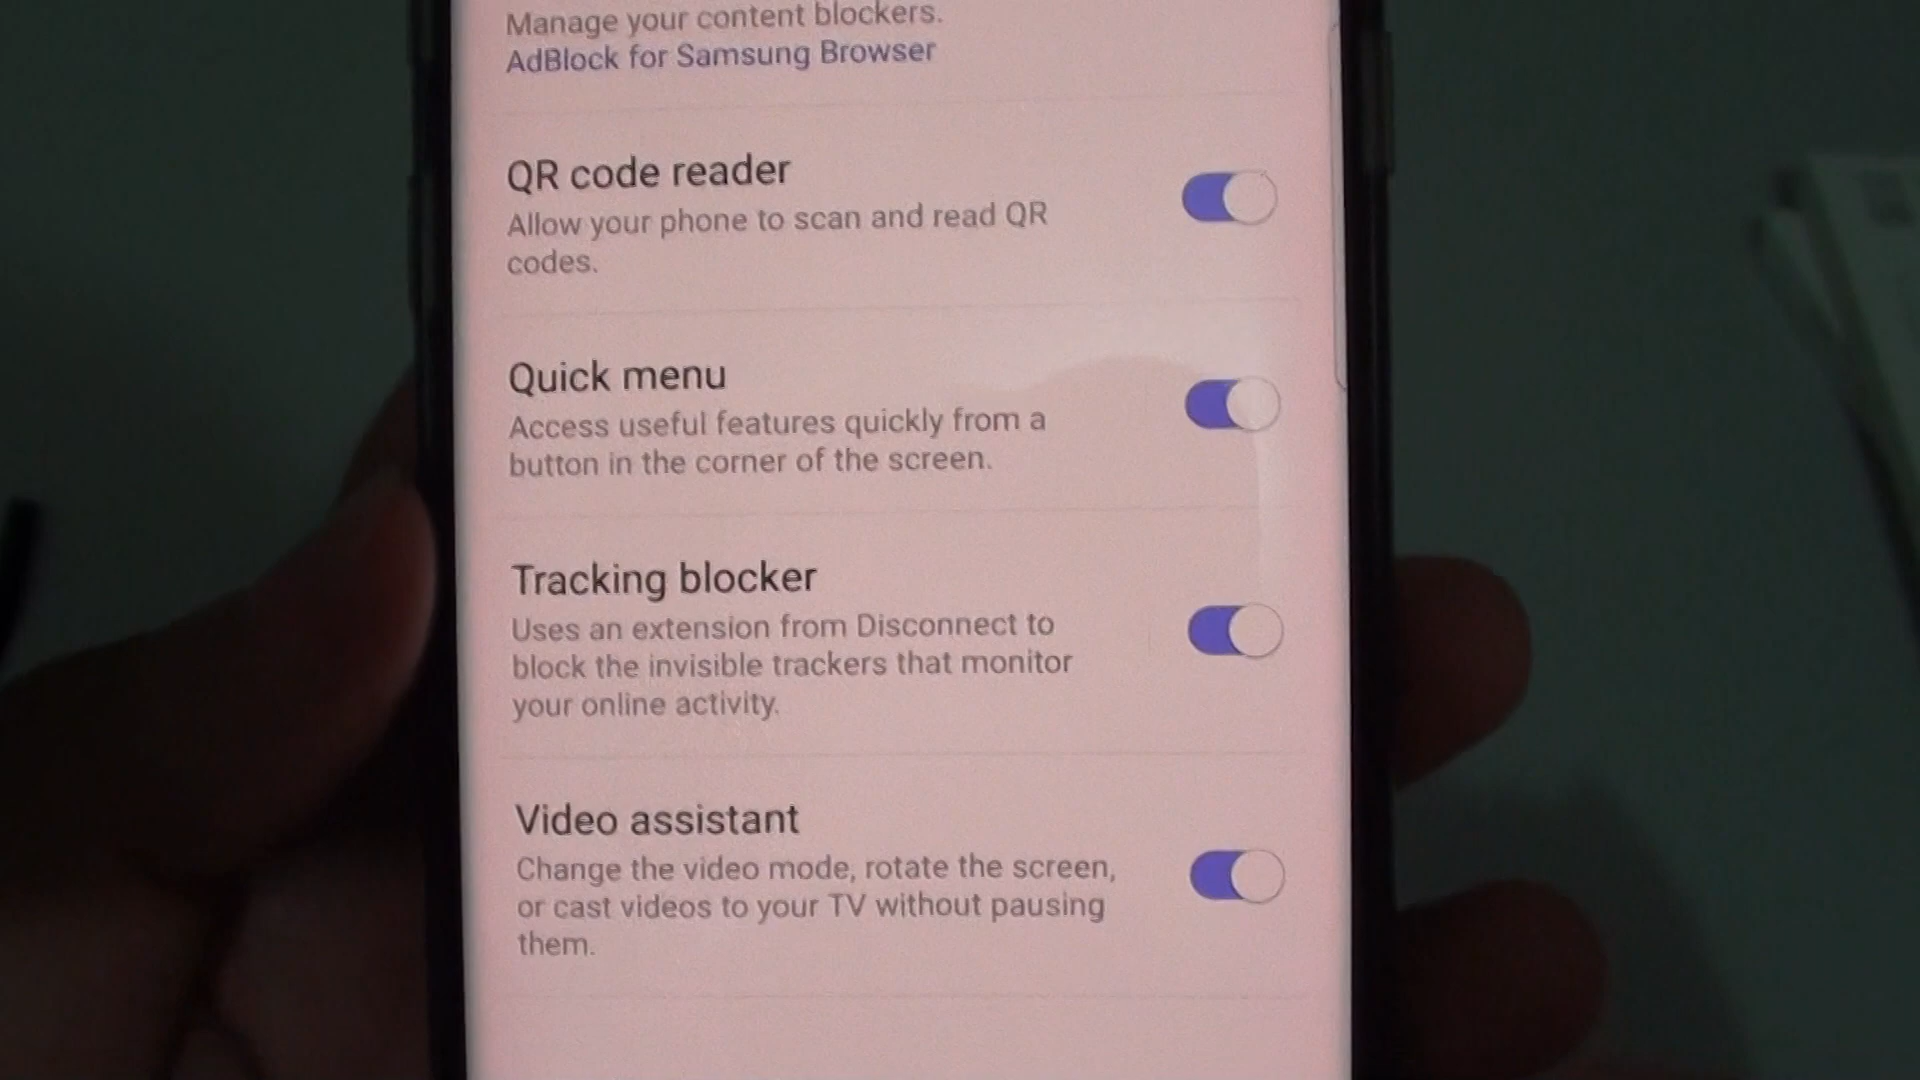 Manage your content blockers.
AdBlock for Samsung Browser
QR code reader
Allow your phone to scan and read QR
codes.
Quick menu
Access useful features quickly from a
button in the corner of the screen.
Tracking blocker
Uses an extension from Disconnect to
block the invisible trackers that monitor
your online activity.
Video assistant
Change the video mode, rotate the screen,
or cast videos to your TV without pausing
them.